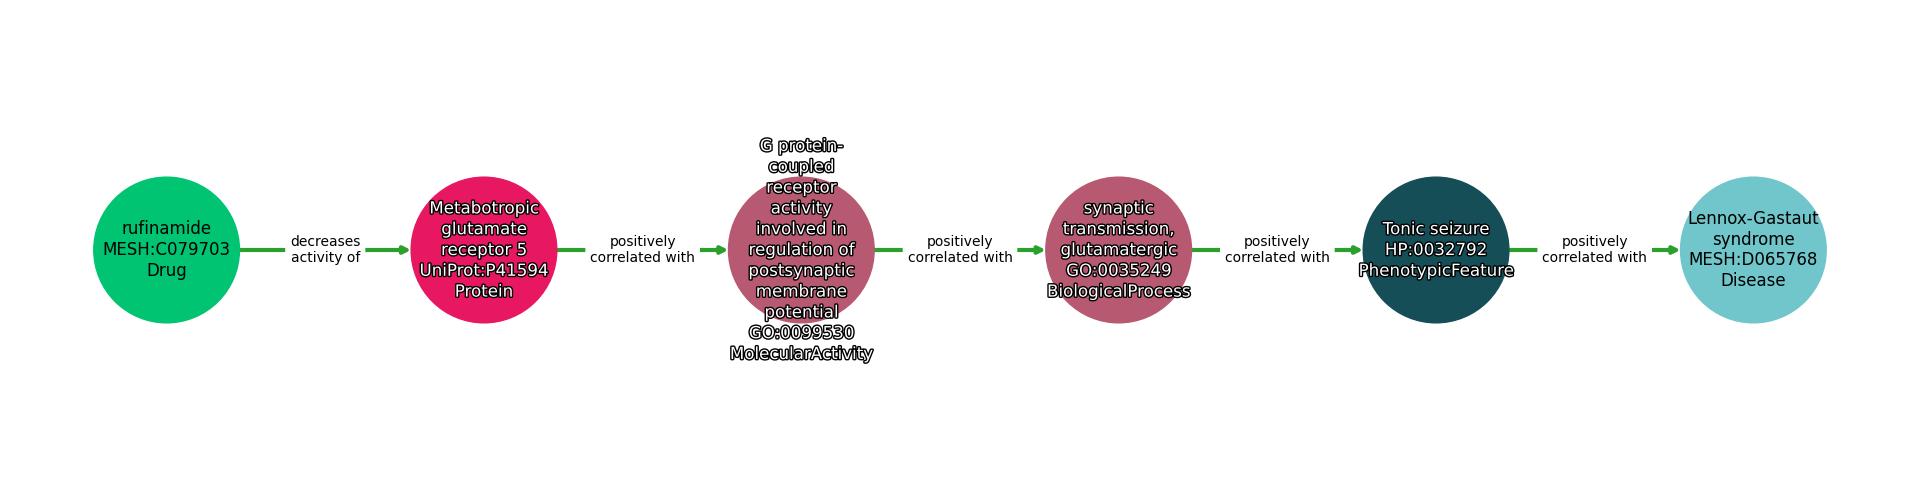 rufinamide
MESH:C079703
Drug
decreases
activity of
Metabotropic
glutamate
receptor 5
UniProt:P41594
Protein
positively
correlated with
G protein-
coupled
receptor
activity
involved in
regulation of
postsynaptic
membrane
potential
GO:0099530
MolecularActivity
positively
correlated with
synaptic
transmission,
glutamatergic
GO:0035249
BiologicalProcess
positively
correlated with
Tonic seizure
HP:0032792
PhenotypicFeature
positively
correlated with
Lennox-Gastaut
syndrome
MESH:D065768
Disease